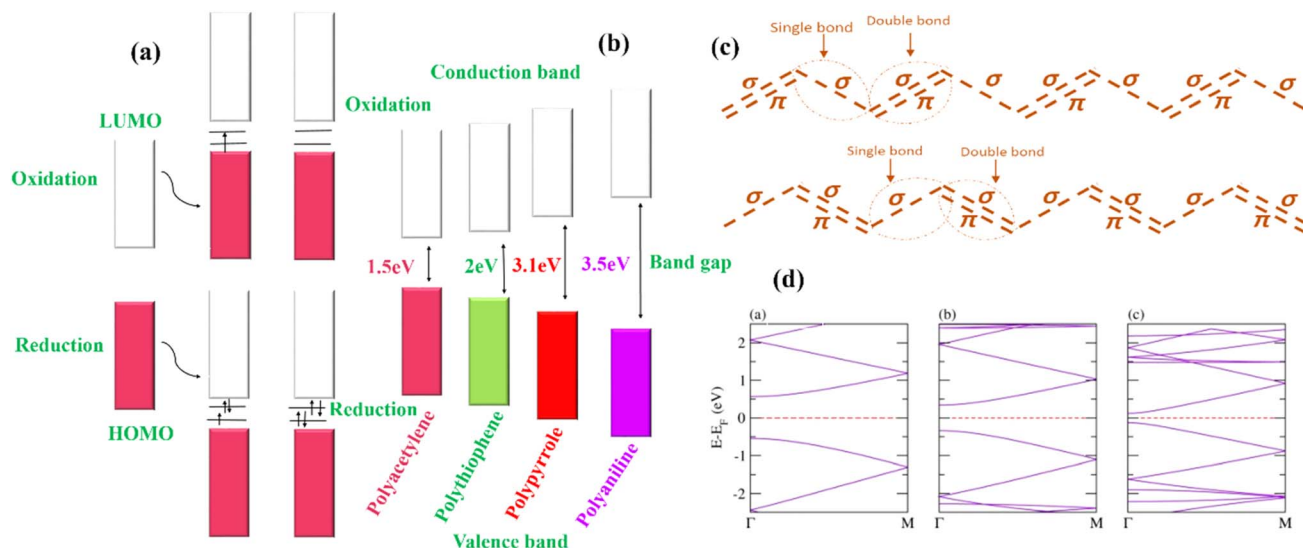 (a)
LUMO
Oxidation
Oxidation
Reduction
HOMO
Reduction
(b)
Conduction band
1.5eV
2eV
3.1eV
3.5eV
Band gap
Polyacetylene
Polythiophene
Polypyrrole
Polyaniline
Valence band
(c)
Single bond
Double bond
σ
π
σ
σ
π
σ
σ
π
σ
σ
π
σ
Single bond
Double bond
σ
σ
π
σ
σ
π
σ
σ
π
σ
σ
π
(d)
(a)
(b)
(c)
E-E_F (eV)
2
1
0
-1
-2
Γ
M
Γ
M
Γ
M